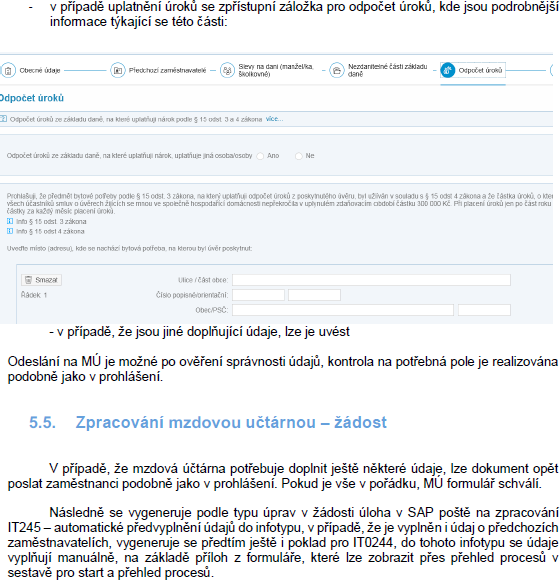 - v případě uplatnění úroků se zpřístupní záložka pro odpočet úroků, kde jsou podrobnější
informace týkající se této části:
Obecné údaje
Předchozí zaměstnavatelé
Slevy na dani (manžel/ka,
školkovné)
Nezdanitelné části základu
daně
Odpočet úroků
Odpočet úroků
Odpočet úroků ze základu daně, na které uplatňuji nárok podle § 15 odst. 3 a 4 zákona více...
Odpočet úroků ze základu daně, na které uplatňuji nárok, uplatňuje jiná osoba/osoby Ano Ne
Prohlašuji, že předmět bytové potřeby podle § 15 odst. 3 zákona, na který uplatňuji odpočet úroků z poskytnutého úvěru, byl užíván v souladu s § 15 odst 4 zákona a že částka úroků, o kter
všech účastníků smluv o úvěrech žijících se mnou ve společně hospodařící domácnosti nepřekročila v uplynulém zdaňovacím období částku 300 000 Kč. Při placení úroků jen po část roku
částky za každý měsíc placení úroků.
Info § 15 odst. 3 zákona
Info § 15 odst 4 zákona
Uveďte místo (adresu), kde se nachází bytová potřeba, na kterou byl úvěr poskytnut:
Smazat Ulice / část obce:
Řádek: 1 Číslo popisné/orientační:
Obec/PSČ:
- v případě, že jsou jiné doplňující údaje, lze je uvést
Odeslání na MÚ je možné po ověření správnosti údajů, kontrola na potřebná pole je realizována
podobně jako v prohlášení.
5.5. Zpracování mzdovou učtárnou – žádost
V případě, že mzdová účtárna potřebuje doplnit ještě některé údaje, lze dokument opět
poslat zaměstnanci podobně jako v prohlášení. Pokud je vše v pořádku, MÚ formulář schválí.
Následně se vygeneruje podle typu úprav v žádosti úloha v SAP poště na zpracování
IT245 – automatické předvyplnění údajů do infotypu, v případě, že je vyplněn i údaj o předchozích
zaměstnavatelích, vygeneruje se předtím ještě i poklad pro IT0244, do tohoto infotypu se údaje
vyplňují manuálně, na základě příloh z formuláře, které lze zobrazit přes přehled procesů v
sestavě pro start a přehled procesů.